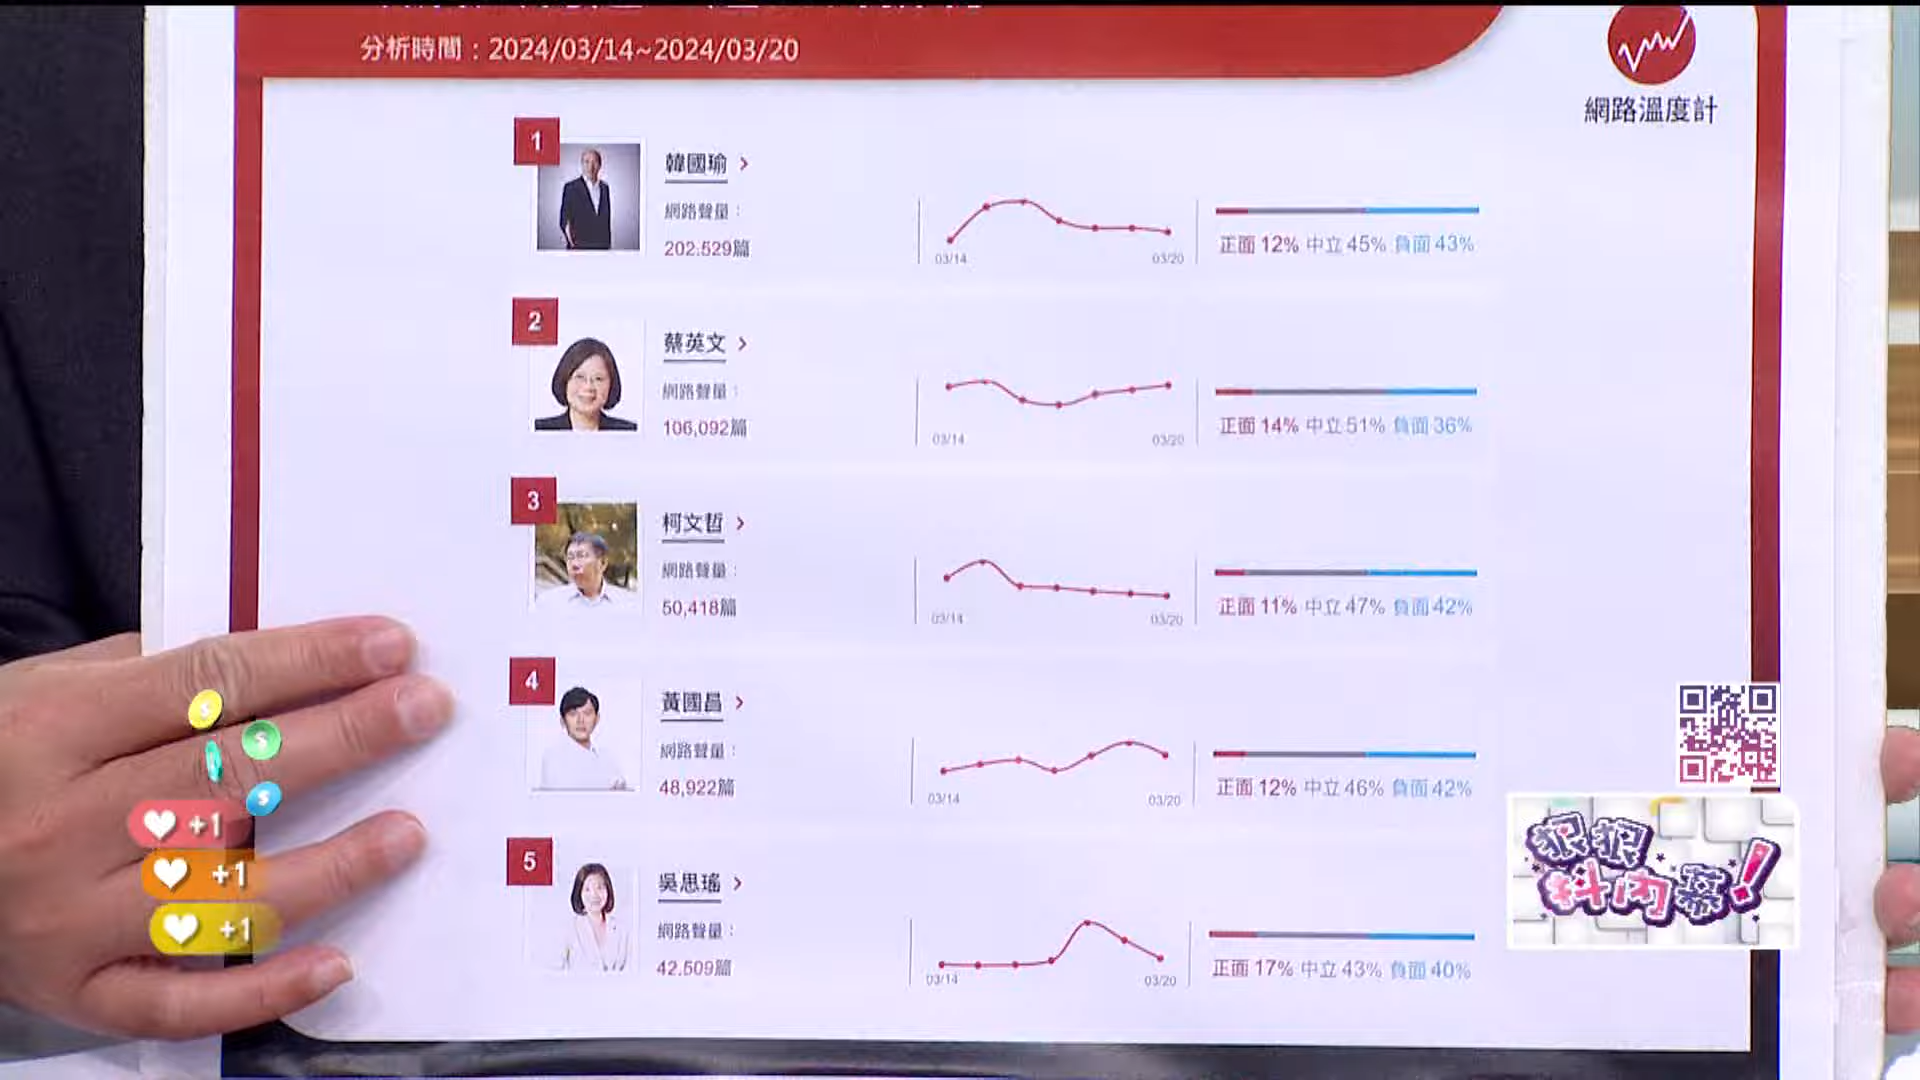 分析時間：2024/03/14~2024/03/20
網路溫度計
1
韓國瑜 >
網路聲量：
202,529篇
03/14
03/20
正面 12% 中立 45% 負面 43%
2
蔡英文 >
網路聲量：
106,092篇
03/14
03/20
正面 14% 中立 51% 負面 36%
3
柯文哲 >
網路聲量：
50,418篇
03/14
03/20
正面 11% 中立 47% 負面 42%
4
黃國昌 >
網路聲量：
48,922篇
03/14
03/20
正面 12% 中立 46% 負面 42%
5
吳思瑤 >
網路聲量：
42,509篇
03/14
03/20
正面 17% 中立 43% 負面 40%
+1
+1
+1
狠狠
抖內幕!